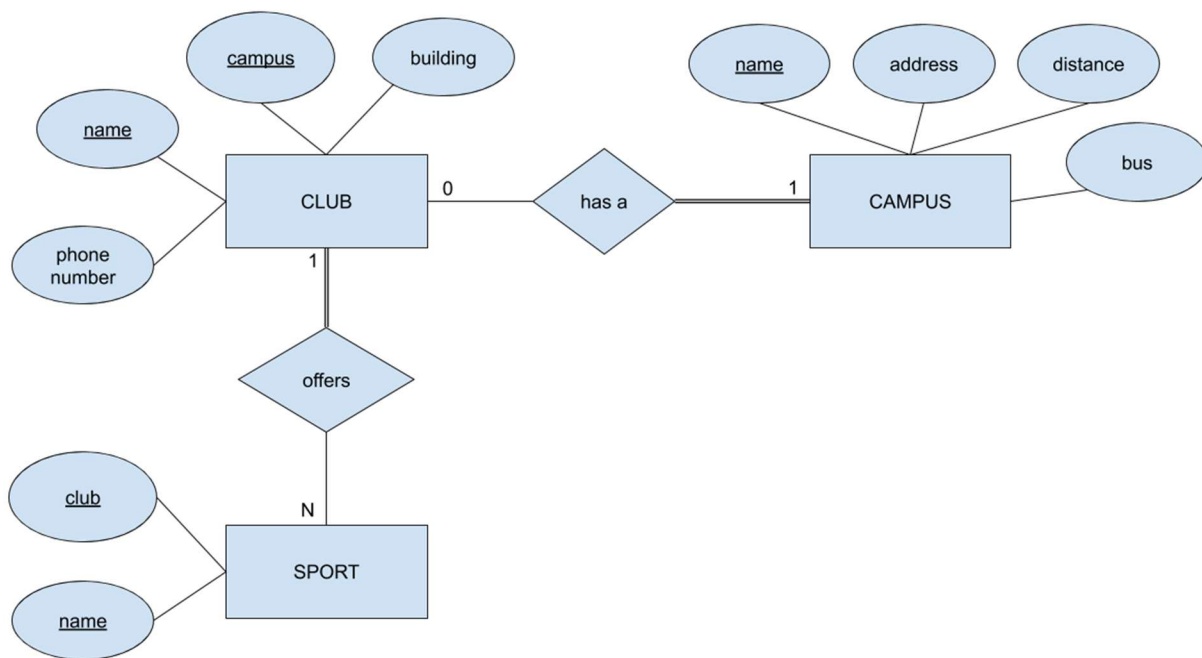 campus
building
name
address
distance
name
bus
CLUB
0
has a
1
CAMPUS
phone
number
1
offers
club
N
SPORT
name